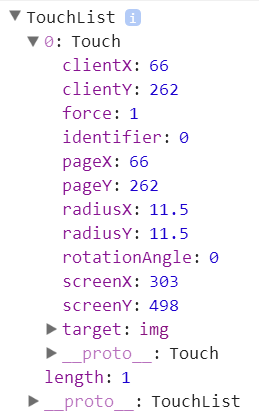 TouchList i
0: Touch
clientX: 66
clientY: 262
force: 1
identifier: 0
pageX: 66
pageY: 262
radiusX: 11.5
radiusY: 11.5
rotationAngle: 0
screenX: 303
screenY: 498
target: img
__proto__: Touch
length: 1
__proto__: TouchList